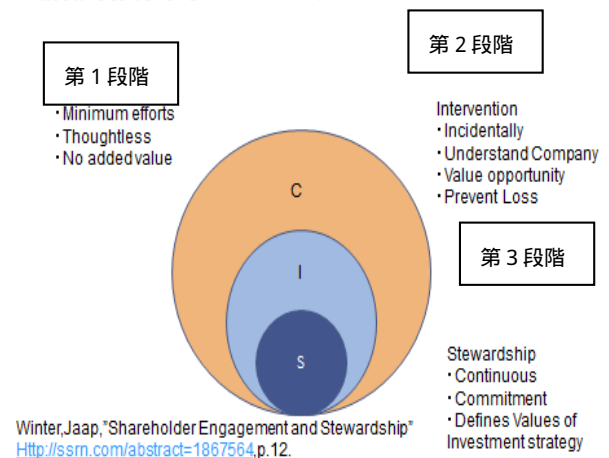 第1段階
・Minimum efforts
・Thoughtless
・No added value
第2段階
Intervention
・Incidentally
・Understand Company
・Value opportunity
・Prevent Loss
第3段階
C
I
S
Stewardship
・Continuous
・Commitment
・Defines Values of
Investment strategy
Winter,Jaap,"Shareholder Engagement and Stewardship"
Http://ssrn.com/abstract=1867564,p.12.